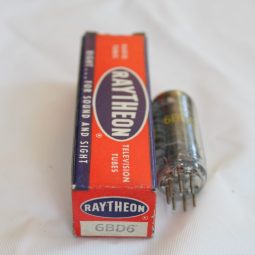 RIGHT... FOR SOUND AND SIGHT
RAYTHEON
®
TELEVISION
TUBES
RAYTHEON
®
6BD6